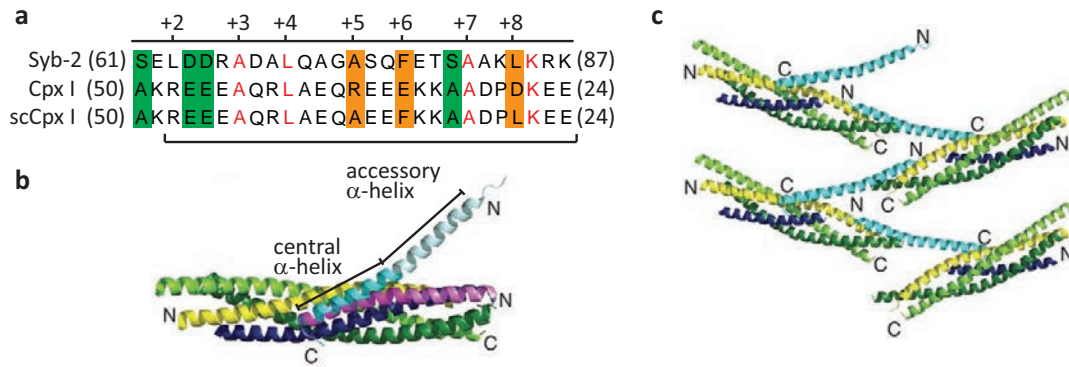 a
+2 +3 +4 +5 +6 +7 +8
Syb-2 (61) SELDDRADALQAGASQFETSAAKLKRK (87)
Cpx I (50) AKREEEAQRLAEQREEEKKAADPDKEE (24)
scCpx I (50) AKREEEAQRLAEQAEEFKKAADPLKEE (24)
b
accessory
α-helix
N
central
α-helix
N
N
C
C
c
N
N
C
N
C
N
C
N
N
C
N
C
C
N
C
C